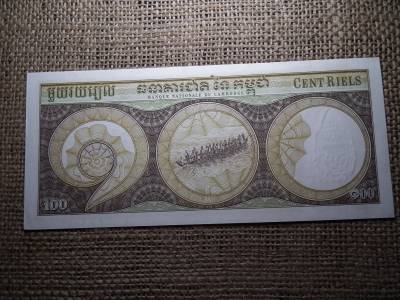 មួយរយរៀល
ធនាគារជាតិនៃកម្ពុជា
CENT RIELS
BANQUE NATIONALE DU CAMBODGE
100
១០០